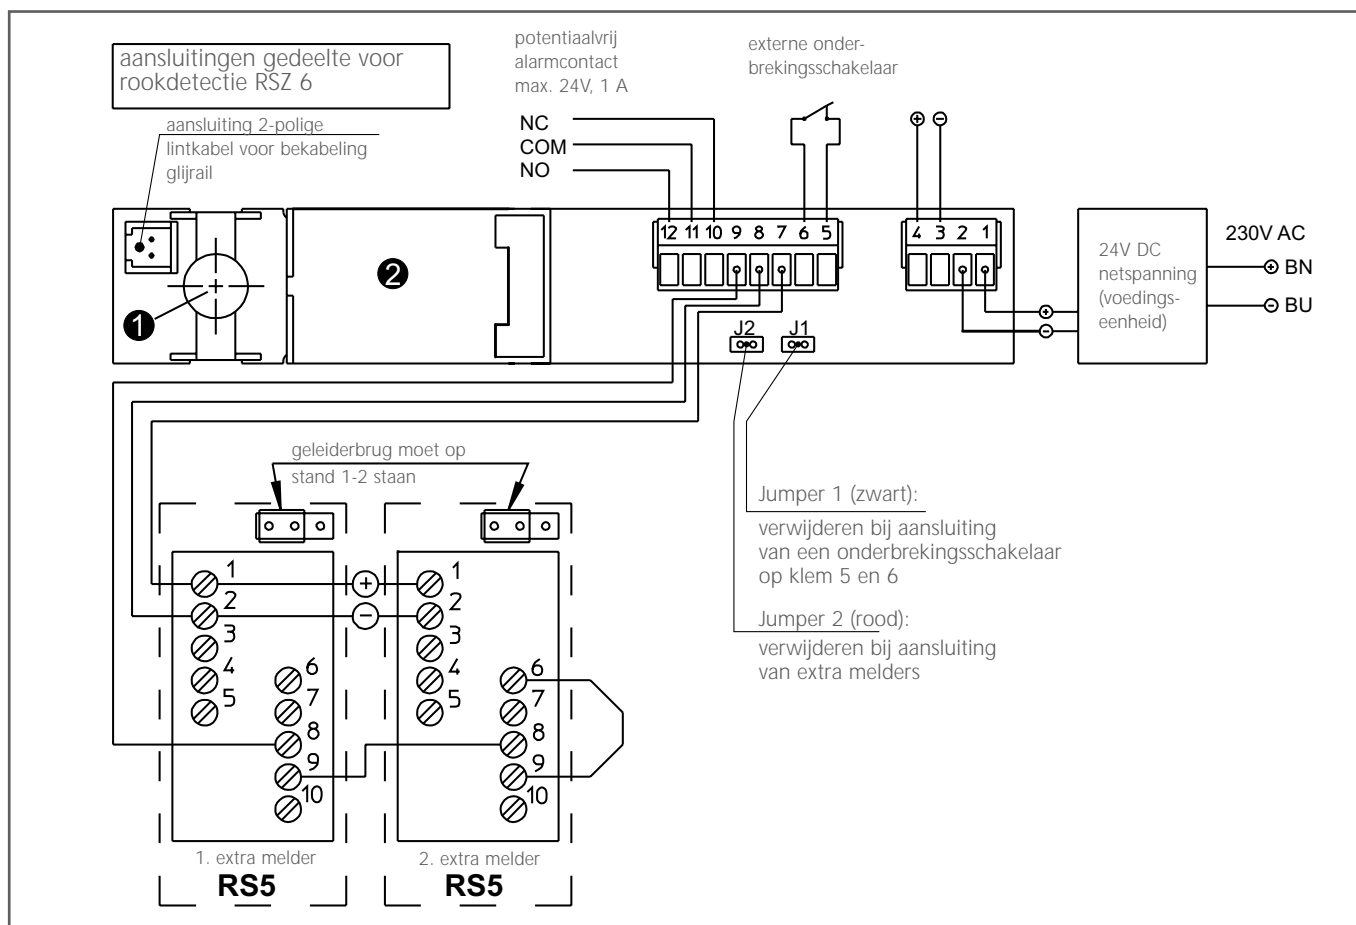 aansluitingen gedeelte voor
rookdetectie RSZ 6
aansluiting 2-polige
lintkabel voor bekabeling
glijrail
potentiaalvrij
alarmcontact
max. 24V, 1 A
NC
COM
NO
externe onder-
brekingsschakelaar
+ −
12 11 10 9 8 7 6 5
4 3 2 1
1
2
J2 J1
24V DC
netspanning
(voedings-
eenheid)
230V AC
+ BN
− BU
+
−
geleiderbrug moet op
stand 1-2 staan
Jumper 1 (zwart):
verwijderen bij aansluiting
van een onderbrekingsschakelaar
op klem 5 en 6
Jumper 2 (rood):
verwijderen bij aansluiting
van extra melders
1
2
3
4
5
6
7
8
9
10
+
−
1
2
3
4
5
6
7
8
9
10
1. extra melder
RS5
2. extra melder
RS5